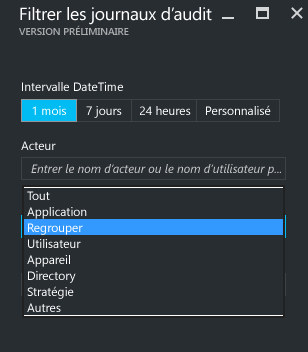 Filtrer les journaux d'audit
VERSION PRÉLIMINAIRE
Intervalle DateTime
1 mois 7 jours 24 heures Personnalisé
Acteur
Entrer le nom d'acteur ou le nom d'utilisateur p...
Tout
Application
Regrouper
Utilisateur
Appareil
Directory
Stratégie
Autres